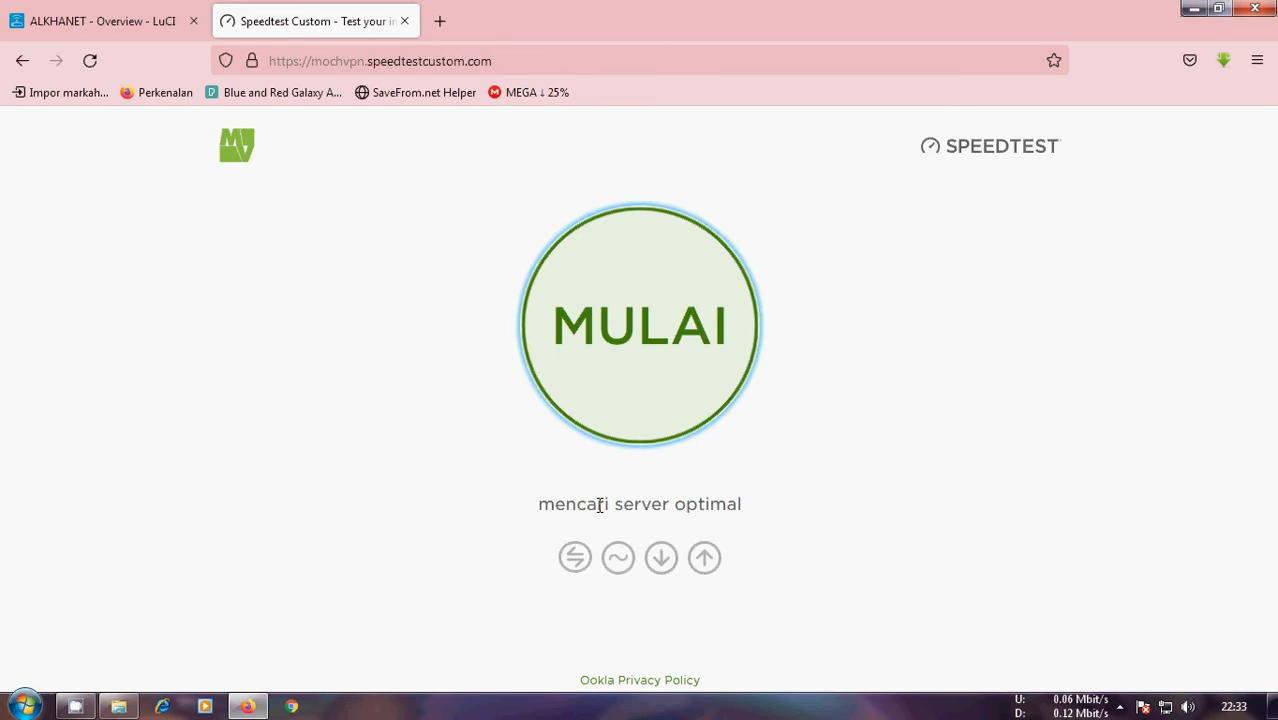 ALKHANET - Overview - LuCI
Speedtest Custom - Test your in
https://mochvpn.speedtestcustom.com
Impor markah...
Perkenalan
Blue and Red Galaxy A...
SaveFrom.net Helper
MEGA ↓ 25%
MV
SPEEDTEST
MULAI
mencari server optimal
Ookla Privacy Policy
U: 0.06 Mbit/s
D: 0.12 Mbit/s
22:33